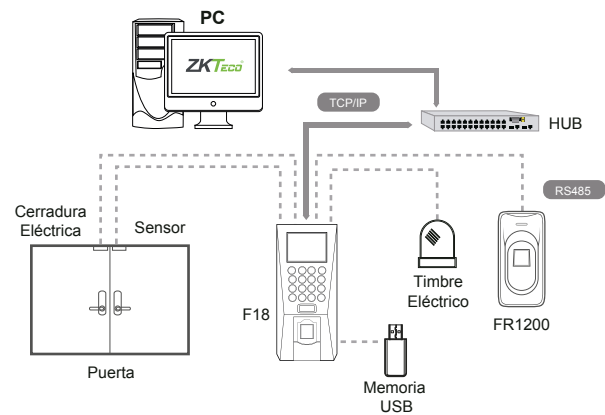 PC
ZKTeco
TCP/IP
HUB
RS485
Cerradura
Eléctrica
Sensor
F18
Timbre
Eléctrico
FR1200
Puerta
Memoria
USB